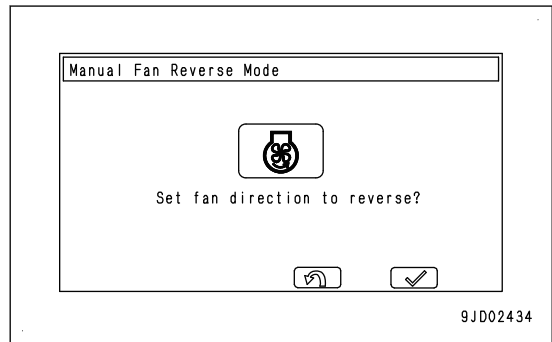 Manual Fan Reverse Mode
Set fan direction to reverse?
9JD02434